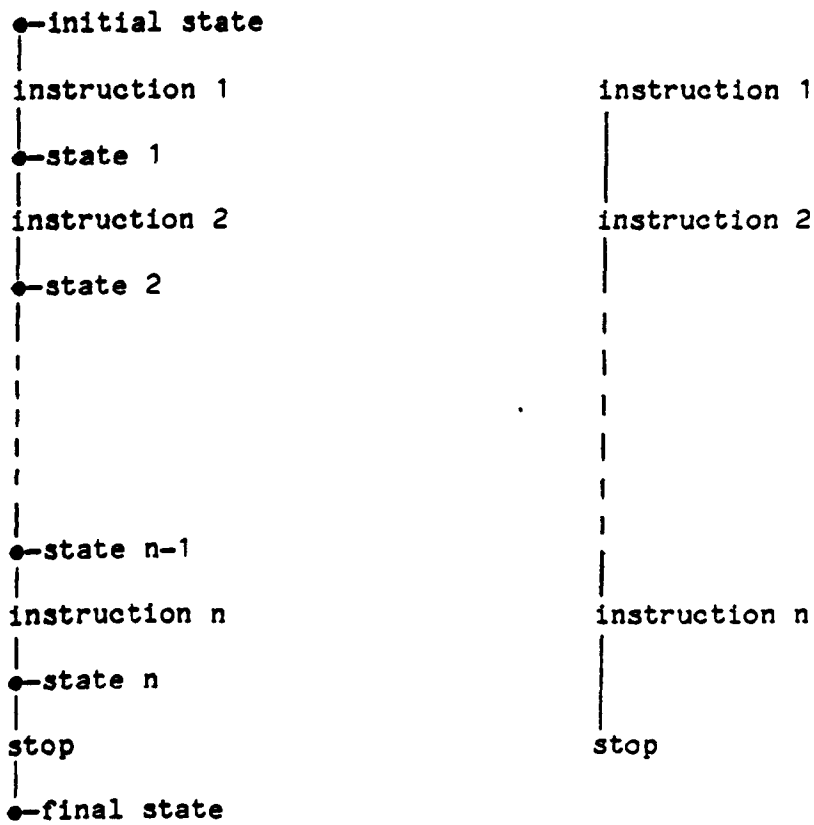 initial state
instruction 1 instruction 1
state 1
instruction 2 instruction 2
state 2
state n-1
instruction n instruction n
state n
stop stop
final state